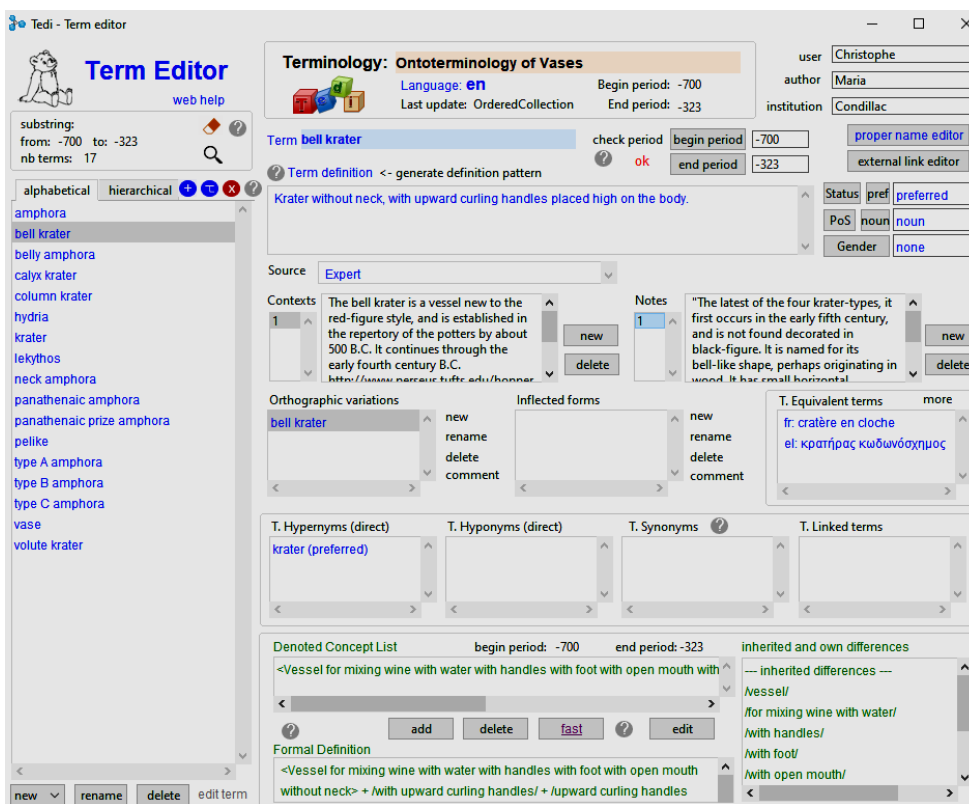 Tedi - Term editor
Term Editor
web help
substring:
from: -700 to: -323
nb terms: 17
alphabetical hierarchical
amphora
bell krater
belly amphora
calyx krater
column krater
hydria
krater
lekythos
neck amphora
panathenaic amphora
panathenaic prize amphora
pelike
type A amphora
type B amphora
type C amphora
vase
volute krater
new rename delete edit term
Terminology: Ontoterminology of Vases
Language: en Begin period: -700
Last update: OrderedCollection End period: -323
Tedi
user Christophe
author Maria
institution Condillac
Term bell krater check period begin period -700
ok end period -323
proper name editor
external link editor
Term definition <- generate definition pattern
Krater without neck, with upward curling handles placed high on the body.
Status pref preferred
PoS noun noun
Gender none
Source Expert
Contexts
1
The bell krater is a vessel new to the
red-figure style, and is established in
the repertory of the potters by about
500 B.C. It continues through the
early fourth century B.C.
http://www.perseus.tufts.edu/hopper
new
delete
Notes
1
"The latest of the four krater-types, it
first occurs in the early fifth century,
and is not found decorated in
black-figure. It is named for its
bell-like shape, perhaps originating in
wood. It has small horizontal
new
delete
Orthographic variations
bell krater
new
rename
delete
comment
Inflected forms
new
rename
delete
comment
T. Equivalent terms more
fr: cratère en cloche
el: κρατήρας κωδωνόσχημος
T. Hypernyms (direct) T. Hyponyms (direct) T. Synonyms T. Linked terms
krater (preferred)
Denoted Concept List begin period: -700 end period: -323
<Vessel for mixing wine with water with handles with foot with open mouth with
add delete fast edit
Formal Definition
<Vessel for mixing wine with water with handles with foot with open mouth
without neck> + /with upward curling handles/ + /upward curling handles
inherited and own differences
--- inherited differences ---
/vessel/
/for mixing wine with water/
/with handles/
/with foot/
/with open mouth/